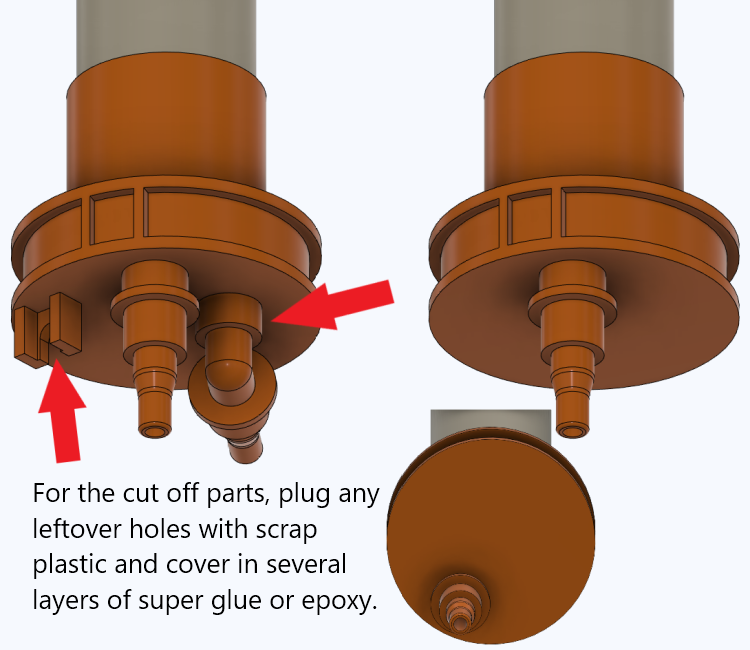 For the cut off parts, plug any
leftover holes with scrap
plastic and cover in several
layers of super glue or epoxy.